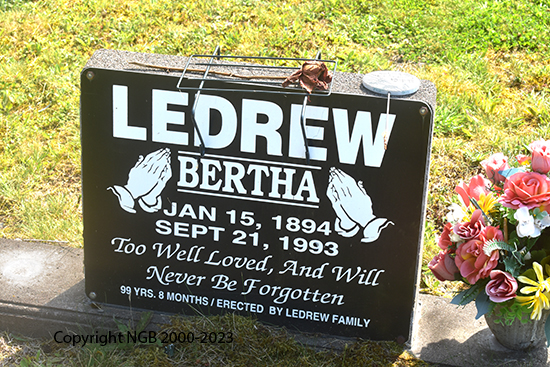 LEDREW
BERTHA
JAN 15, 1894
SEPT 21, 1993
Too Well Loved, And Will
Never Be Forgotten
99 YRS. 8 MONTHS / ERECTED BY LEDREW FAMILY
Copyright NGB 2000-2023